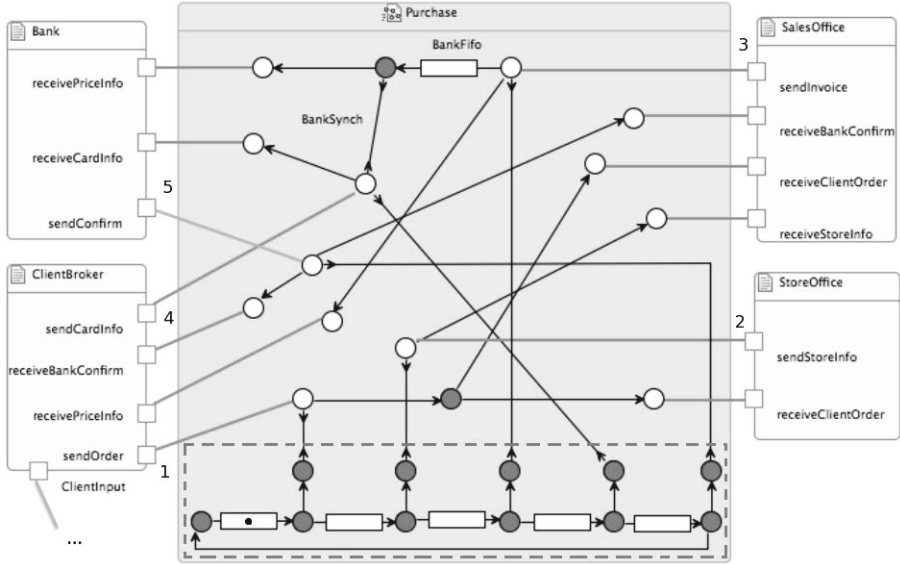 Purchase
Bank
receivePriceInfo
receiveCardInfo
5
sendConfirm
ClientBroker
sendCardInfo
4
receiveBankConfirm
receivePriceInfo
sendOrder
1
ClientInput
...
BankFifo
BankSynch
3
SalesOffice
sendInvoice
receiveBankConfirm
receiveClientOrder
receiveStoreInfo
StoreOffice
2
sendStoreInfo
receiveClientOrder